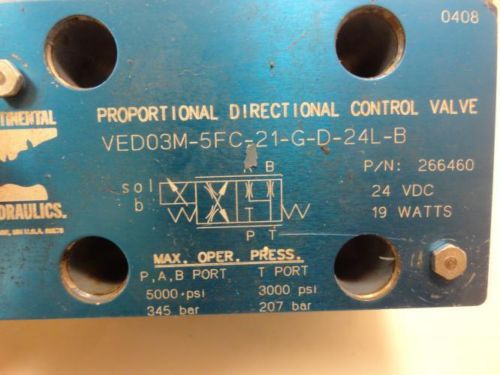 0408
PROPORTIONAL DIRECTIONAL CONTROL VALVE
VED03M-5FC-21-G-D-24L-B
P/N: 266460
24 VDC
19 WATTS
B
sol
b
T
P T
MAX. OPER. PRESS.
P,A,B PORT T PORT
5000 psi 3000 psi
345 bar 207 bar